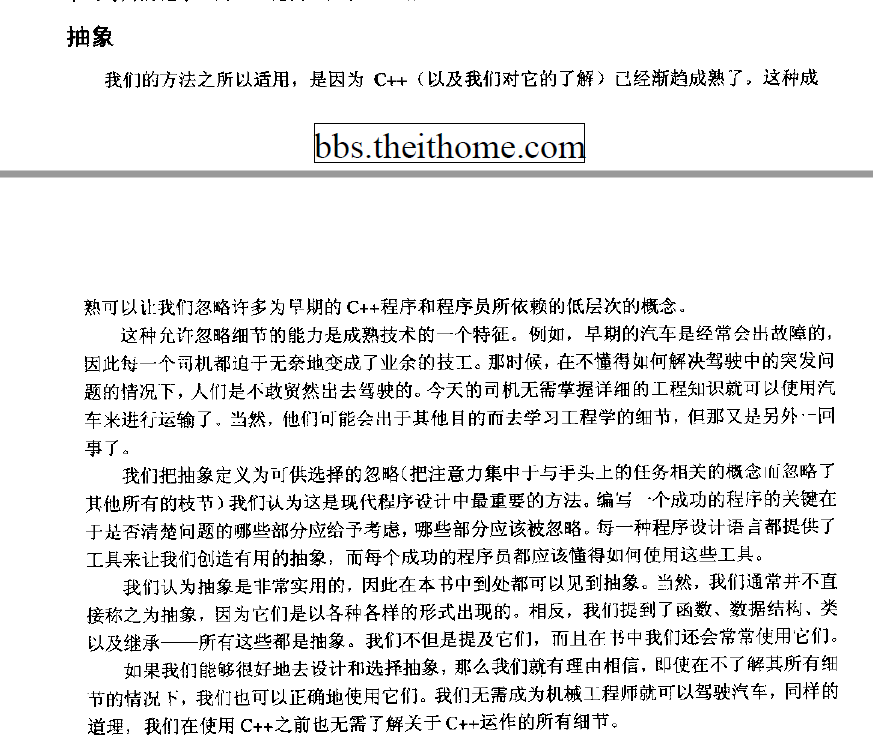 抽象
我们的方法之所以适用，是因为 C++（以及我们对它的了解）已经渐趋成熟了。这种成
bbs.theithome.com
熟可以让我们忽略许多为早期的 C++程序和程序员所依赖的低层次的概念。
这种允许忽略细节的能力是成熟技术的一个特征。例如，早期的汽车是经常会出故障的，
因此每一个司机都迫于无奈地变成了业余的技工。那时候，在不懂得如何解决驾驶中的突发问
题的情况下，人们是不敢贸然出去驾驶的。今天的司机无需掌握详细的工程知识就可以使用汽
车来进行运输了。当然，他们可能会出于其他目的而去学习工程学的细节，但那又是另外一回
事了。
我们把抽象定义为可供选择的忽略（把注意力集中于与手头上的任务相关的概念而忽略了
其他所有的枝节）我们认为这是现代程序设计中最重要的方法。编写一个成功的程序的关键在
于是否清楚问题的哪些部分应给予考虑，哪些部分应该被忽略。每一种程序设计语言都提供了
工具来让我们创造有用的抽象，而每个成功的程序员都应该懂得如何使用这些工具。
我们认为抽象是非常实用的，因此在本书中到处都可以见到抽象。当然，我们通常并不直
接称之为抽象，因为它们是以各种各样的形式出现的。相反，我们提到了函数、数据结构、类
以及继承——所有这些都是抽象。我们不但是提及它们，而且在书中我们还会常常使用它们。
如果我们能够很好地去设计和选择抽象，那么我们就有理由相信，即使在不了解其所有细
节的情况下，我们也可以正确地使用它们。我们无需成为机械工程师就可以驾驶汽车，同样的
道理，我们在使用 C++之前也无需了解关于 C++运作的所有细节。